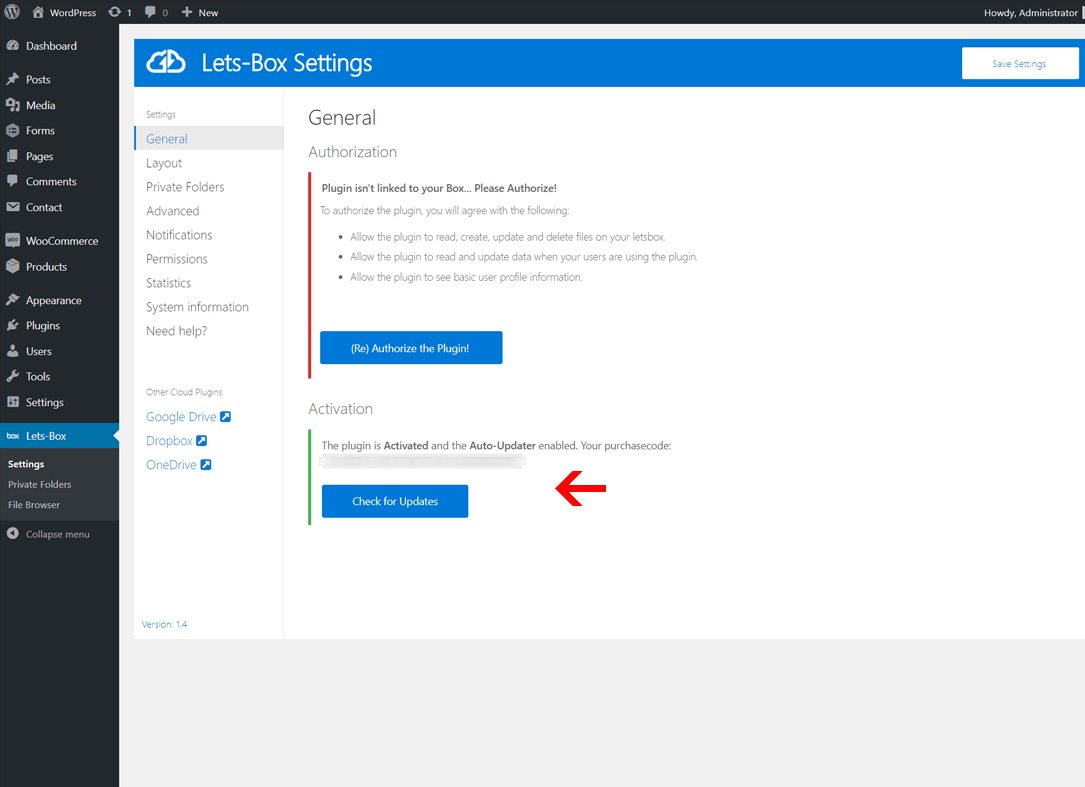 WordPress 1 0 New Howdy, Administrator
Dashboard
Posts
Media
Forms
Pages
Comments
Contact
WooCommerce
Products
Appearance
Plugins
Users
Tools
Settings
box Lets-Box
Settings
Private Folders
File Browser
Collapse menu
Lets-Box Settings
Save Settings
Settings
General
Layout
Private Folders
Advanced
Notifications
Permissions
Statistics
System information
Need help?
Other Cloud Plugins
Google Drive
Dropbox
OneDrive
Version: 1.4
General
Authorization
Plugin isn't linked to your Box... Please Authorize!
To authorize the plugin, you will agree with the following:
• Allow the plugin to read, create, update and delete files on your letsbox.
• Allow the plugin to read and update data when your users are using the plugin.
• Allow the plugin to see basic user profile information.
(Re) Authorize the Plugin!
Activation
The plugin is Activated and the Auto-Updater enabled. Your purchasecode:
Check for Updates